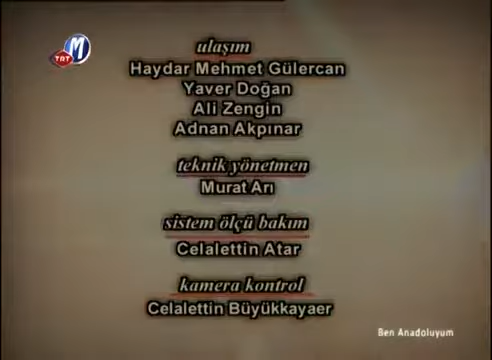 TRT M
ulaşım
Haydar Mehmet Gülercan
Yaver Doğan
Ali Zengin
Adnan Akpınar
teknik yönetmen
Murat Arı
sistem ölçü bakım
Celalettin Atar
kamera kontrol
Celalettin Büyükkayaer
Ben Anadoluyum